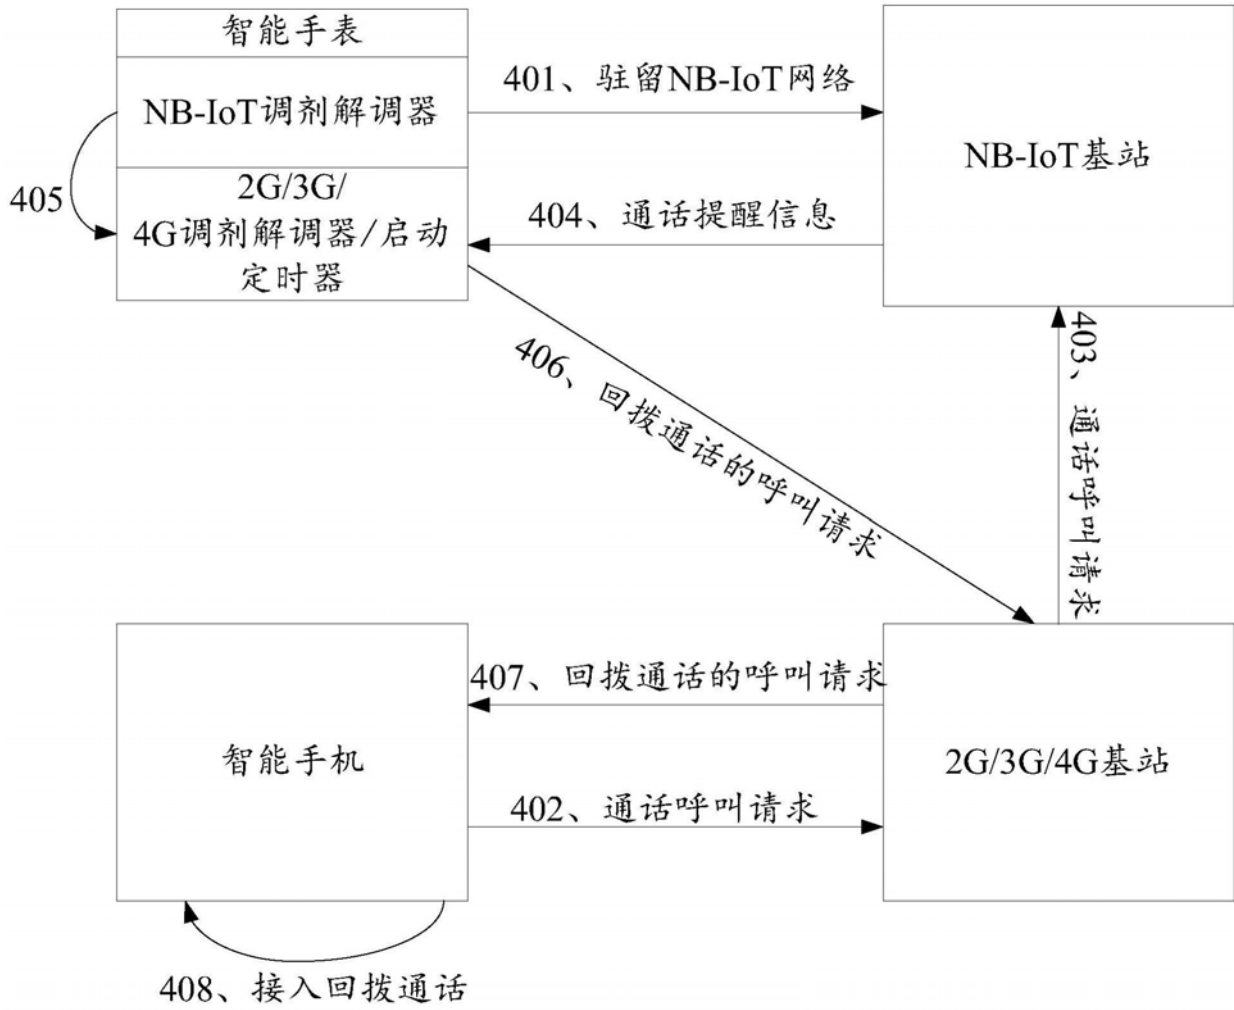 智能手表
NB-IoT调剂解调器
2G/3G/
4G调剂解调器/启动
定时器
405
401、驻留NB-IoT网络
404、通话提醒信息
NB-IoT基站
403、通话呼叫请求
406、回拨通话的呼叫请求
407、回拨通话的呼叫请求
智能手机
2G/3G/4G基站
402、通话呼叫请求
408、接入回拨通话